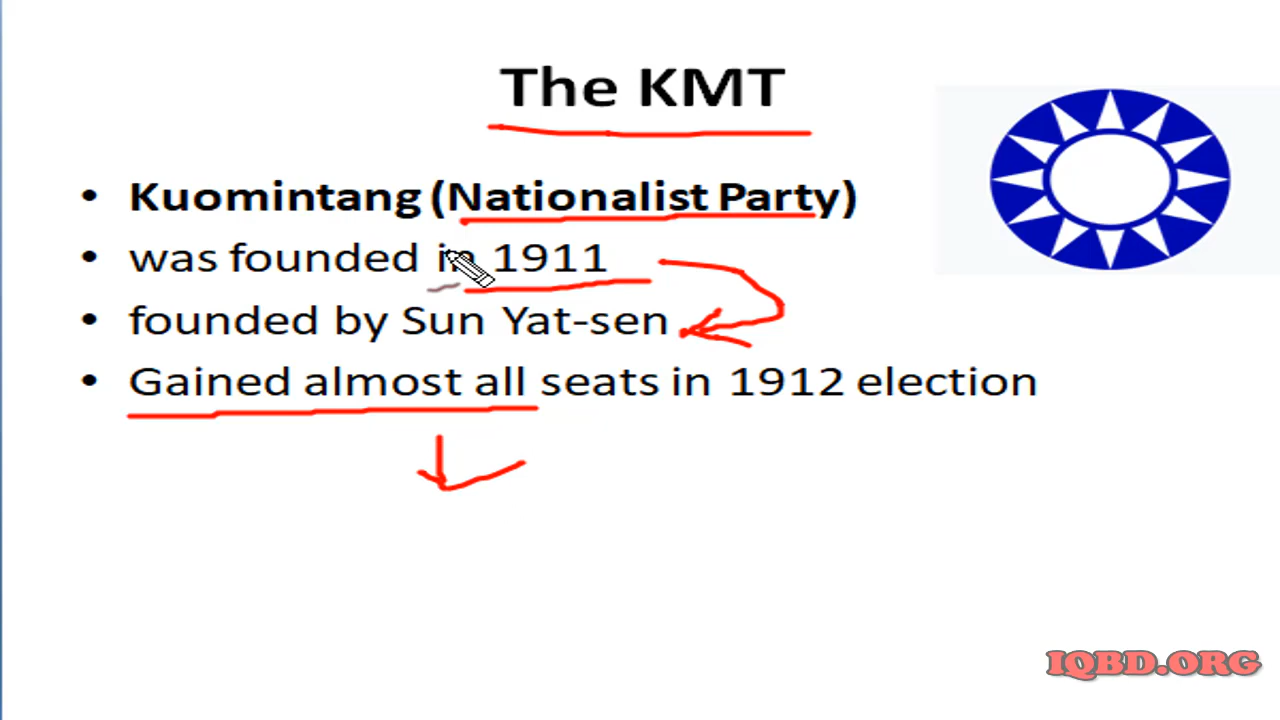 The KMT
• Kuomintang (Nationalist Party)
• was founded in 1911
• founded by Sun Yat-sen
• Gained almost all seats in 1912 election
IQBD.ORG